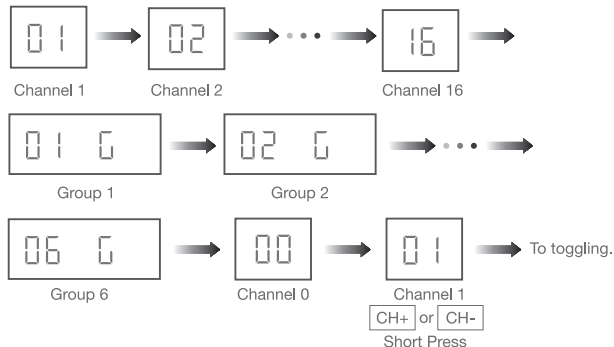 01 02 16
Channel 1 Channel 2 Channel 16
01 G 02 G
Group 1 Group 2
06 G 00 01 To toggling.
Group 6 Channel 0 Channel 1
CH+ or CH-
Short Press